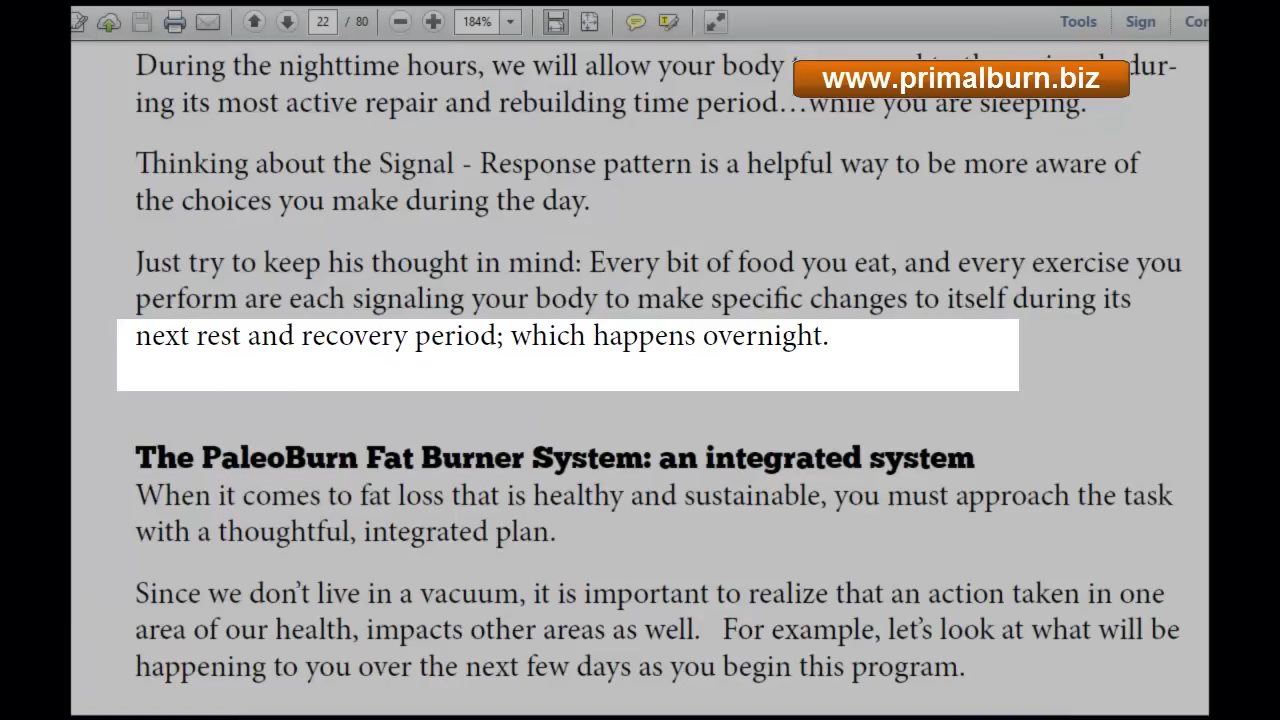 22 / 80 184% Tools Sign
www.primalburn.biz
During the nighttime hours, we will allow your body dur-
ing its most active repair and rebuilding time period…while you are sleeping.
Thinking about the Signal - Response pattern is a helpful way to be more aware of
the choices you make during the day.
Just try to keep his thought in mind: Every bit of food you eat, and every exercise you
perform are each signaling your body to make specific changes to itself during its
next rest and recovery period; which happens overnight.
The PaleoBurn Fat Burner System: an integrated system
When it comes to fat loss that is healthy and sustainable, you must approach the task
with a thoughtful, integrated plan.
Since we don’t live in a vacuum, it is important to realize that an action taken in one
area of our health, impacts other areas as well.   For example, let’s look at what will be
happening to you over the next few days as you begin this program.